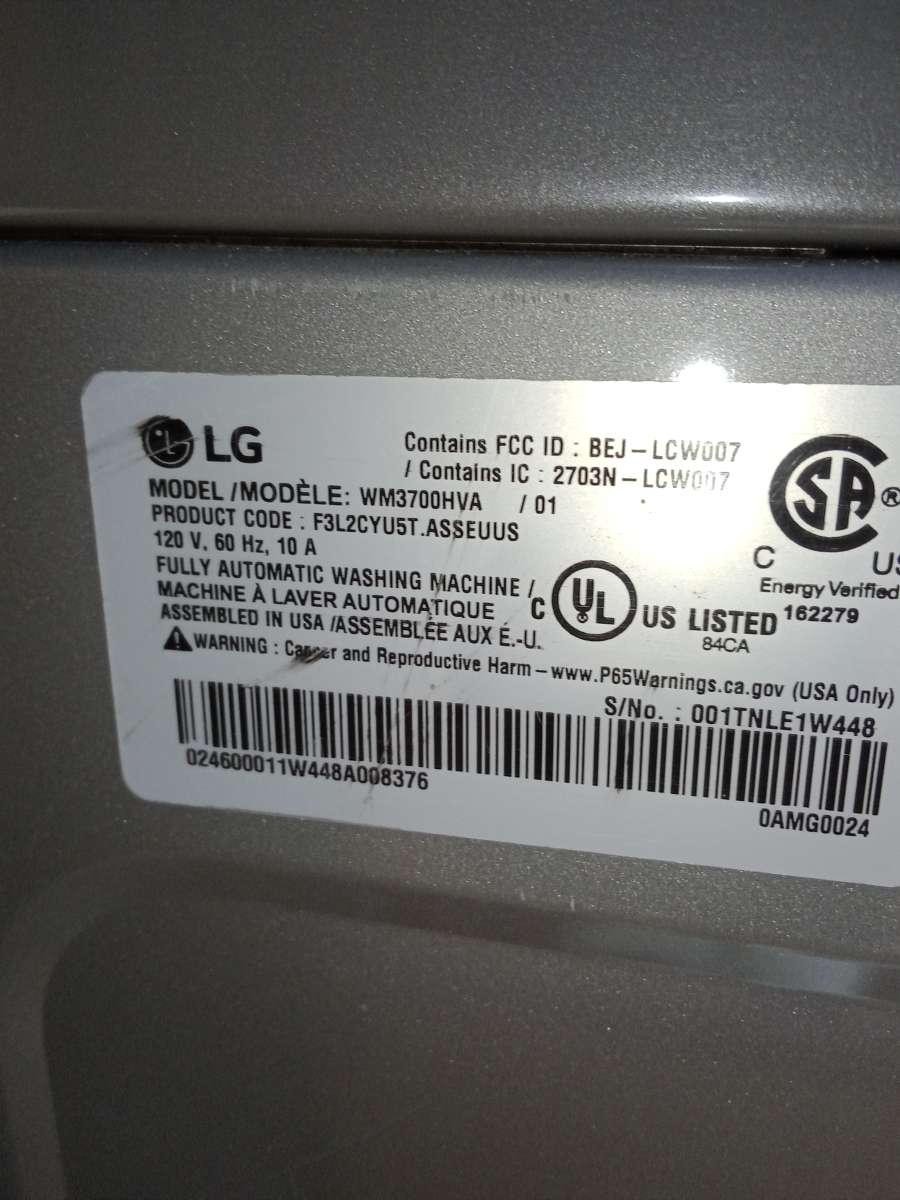 LG
Contains FCC ID : BEJ-LCW007
/ Contains IC : 2703N-LCW007
MODEL /MODÈLE: WM3700HVA / 01
PRODUCT CODE : F3L2CYU5T.ASSEUUS
120 V, 60 Hz, 10 A
FULLY AUTOMATIC WASHING MACHINE /
MACHINE À LAVER AUTOMATIQUE
ASSEMBLED IN USA /ASSEMBLÉE AUX É.-U.
C UL US LISTED
84CA
SA ®
C US
Energy Verified
162279
WARNING : Cancer and Reproductive Harm-www.P65Warnings.ca.gov (USA Only)
S/No. : 001TNLE1W448
024600011W448A008376
0AMG0024